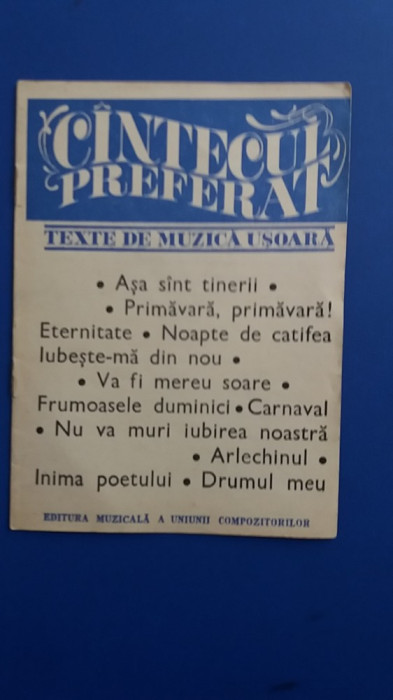 CÎNTECUL
PREFERAT
TEXTE DE MUZICĂ UȘOARĂ
• Așa sînt tinerii •
• Primăvară, primăvară!
Eternitate • Noapte de catifea
Iubește-mă din nou •
• Va fi mereu soare •
Frumoasele duminici • Carnaval
• Nu va muri iubirea noastră
• Arlechinul •
Inima poetului • Drumul meu
EDITURA MUZICALĂ A UNIUNII COMPOZITORILOR